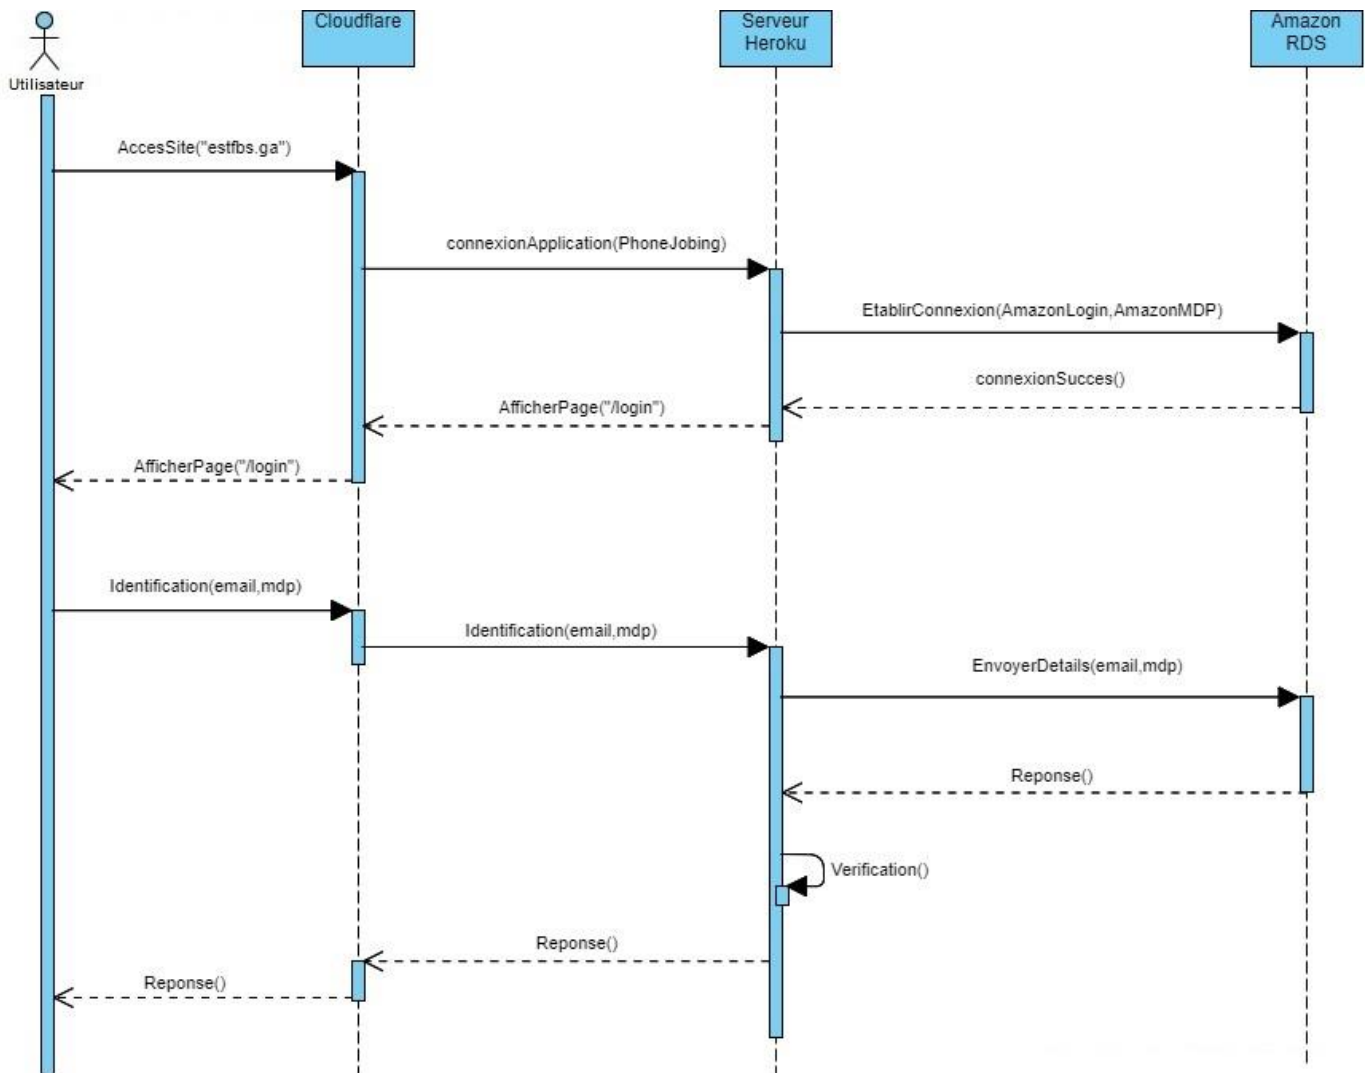 Utilisateur
Cloudflare
Serveur
Heroku
Amazon
RDS
AccesSite("estfbs.ga")
connexionApplication(PhoneJobing)
EtablirConnexion(AmazonLogin,AmazonMDP)
connexionSucces()
AfficherPage("/login")
AfficherPage("/login")
Identification(email,mdp)
Identification(email,mdp)
EnvoyerDetails(email,mdp)
Reponse()
Verification()
Reponse()
Reponse()